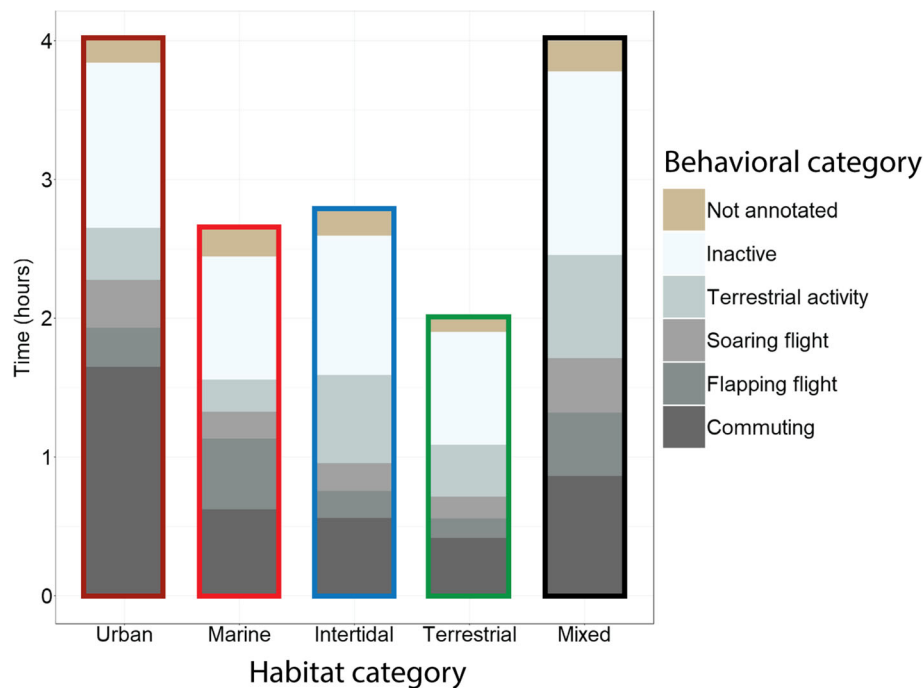 4
3
2
1
0
Time (hours)
Urban
Marine
Intertidal
Terrestrial
Mixed
Habitat category
Behavioral category
Not annotated
Inactive
Terrestrial activity
Soaring flight
Flapping flight
Commuting